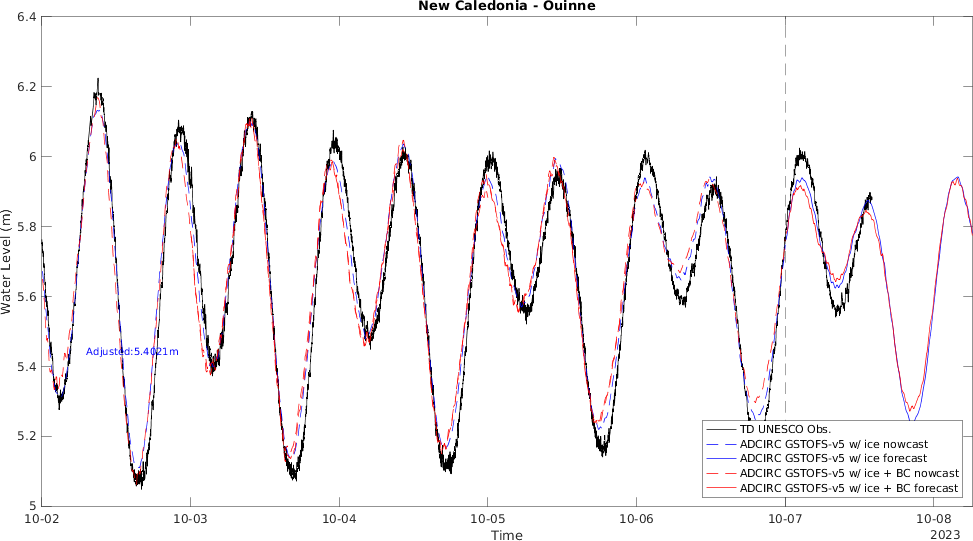 New Caledonia - Ouinne
6.4
6.2
6
5.8
5.6
5.4
5.2
5
Water Level (m)
Adjusted:5.4021m
TD UNESCO Obs.
ADCIRC GSTOFS-v5 w/ ice nowcast
ADCIRC GSTOFS-v5 w/ ice forecast
ADCIRC GSTOFS-v5 w/ ice + BC nowcast
ADCIRC GSTOFS-v5 w/ ice + BC forecast
10-02 10-03 10-04 10-05 10-06 10-07 10-08
Time
2023